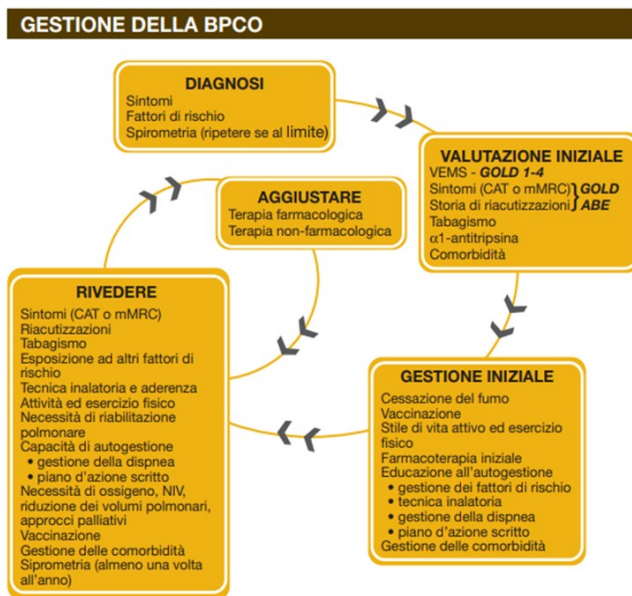 GESTIONE DELLA BPCO
DIAGNOSI
Sintomi
Fattori di rischio
Spirometria (ripetere se al limite)
VALUTAZIONE INIZIALE
VEMS - GOLD 1-4
Sintomi (CAT o mMRC) } GOLD
Storia di riacutizzazioni } ABE
Tabagismo
α1-antitripsina
Comorbidità
AGGIUSTARE
Terapia farmacologica
Terapia non-farmacologica
RIVEDERE
Sintomi (CAT o mMRC)
Riacutizzazioni
Tabagismo
Esposizione ad altri fattori di
rischio
Tecnica inalatoria e aderenza
Attività ed esercizio fisico
Necessità di riabilitazione
polmonare
Capacità di autogestione
• gestione della dispnea
• piano d'azione scritto
Necessità di ossigeno, NIV,
riduzione dei volumi polmonari,
approcci palliativi
Vaccinazione
Gestione delle comorbidità
Siprometria (almeno una volta
all'anno)
GESTIONE INIZIALE
Cessazione del fumo
Vaccinazione
Stile di vita attivo ed esercizio
fisico
Farmacoterapia iniziale
Educazione all'autogestione
• gestione dei fattori di rischio
• tecnica inalatoria
• gestione della dispnea
• piano d'azione scritto
Gestione delle comorbidità